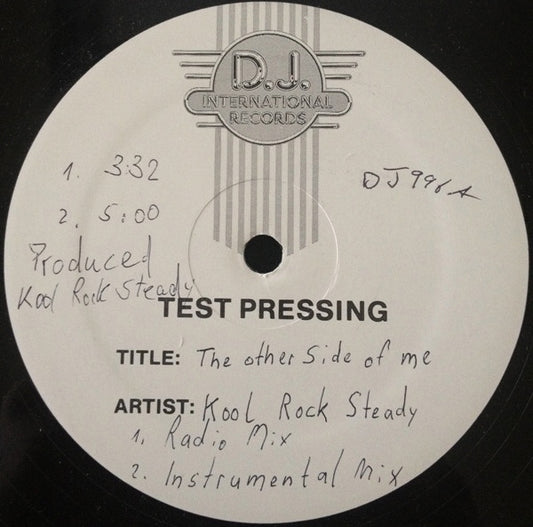 D.J.
INTERNATIONAL
RECORDS
1. 3:32
DJ996A
2. 5:00
Produced
Kool Rock Steady
TEST PRESSING
TITLE: The other Side of me
ARTIST: Kool Rock Steady
1. Radio Mix
2. Instrumental Mix